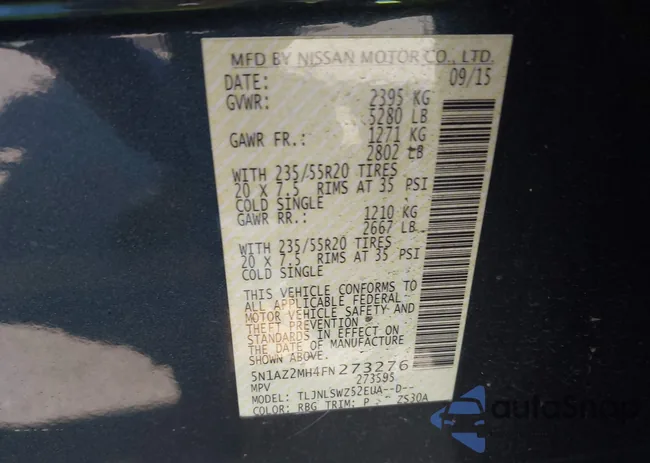 MFD BY NISSAN MOTOR CO., LTD.
DATE: 09/15
GVWR: 2395 KG
5280 LB
GAWR FR.: 1271 KG
2802 LB
WITH 235/55R20 TIRES
20 X 7.5 RIMS AT 35 PSI
COLD SINGLE
GAWR RR.: 1210 KG
2667 LB
WITH 235/55R20 TIRES
20 X 7.5 RIMS AT 35 PSI
COLD SINGLE
THIS VEHICLE CONFORMS TO
ALL APPLICABLE FEDERAL
MOTOR VEHICLE SAFETY AND
THEFT PREVENTION
STANDARDS IN EFFECT ON
THE DATE OF MANUFACTURE
SHOWN ABOVE.
5N1AZ2MH4FN273276
MPV 273595
MODEL: TLJNLSWZ52EUA--D--
COLOR: RBG TRIM: P ZS30A
autoSnap